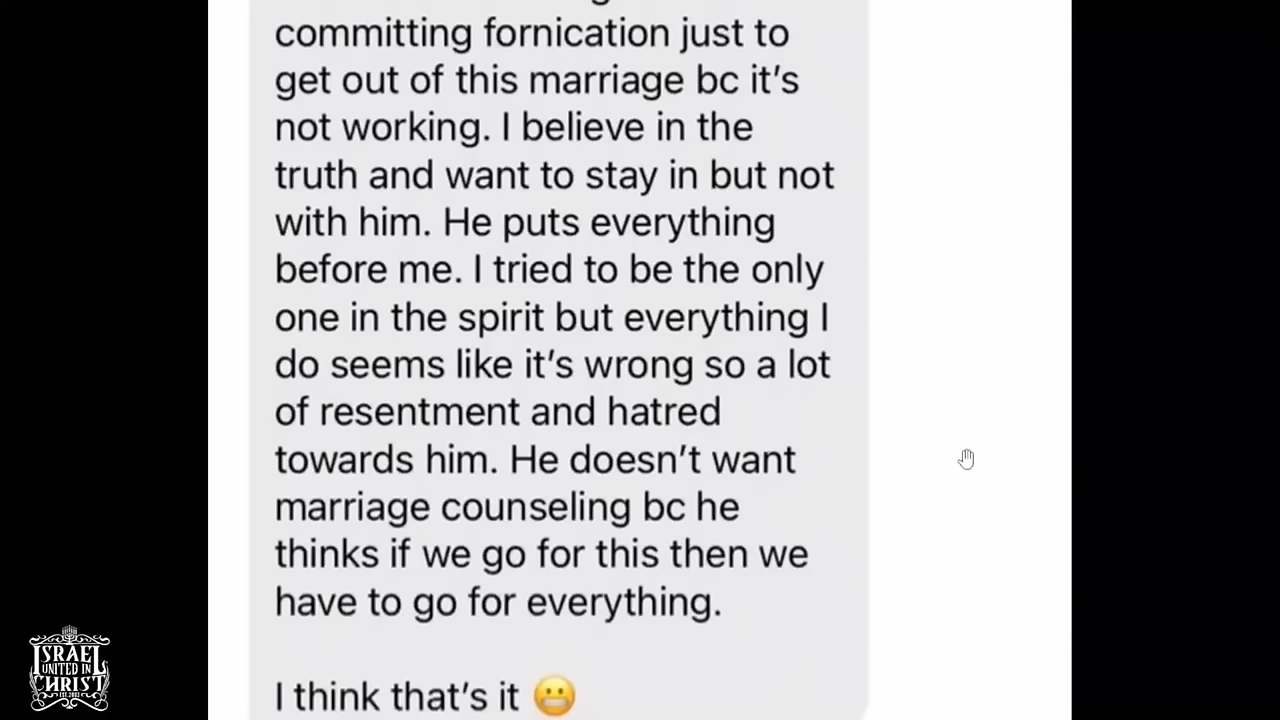 committing fornication just to
get out of this marriage bc it's
not working. I believe in the
truth and want to stay in but not
with him. He puts everything
before me. I tried to be the only
one in the spirit but everything I
do seems like it's wrong so a lot
of resentment and hatred
towards him. He doesn't want
marriage counseling bc he
thinks if we go for this then we
have to go for everything.
I think that's it 😬
ISRAEL
UNITED IN
CHRIST
EST. 2003